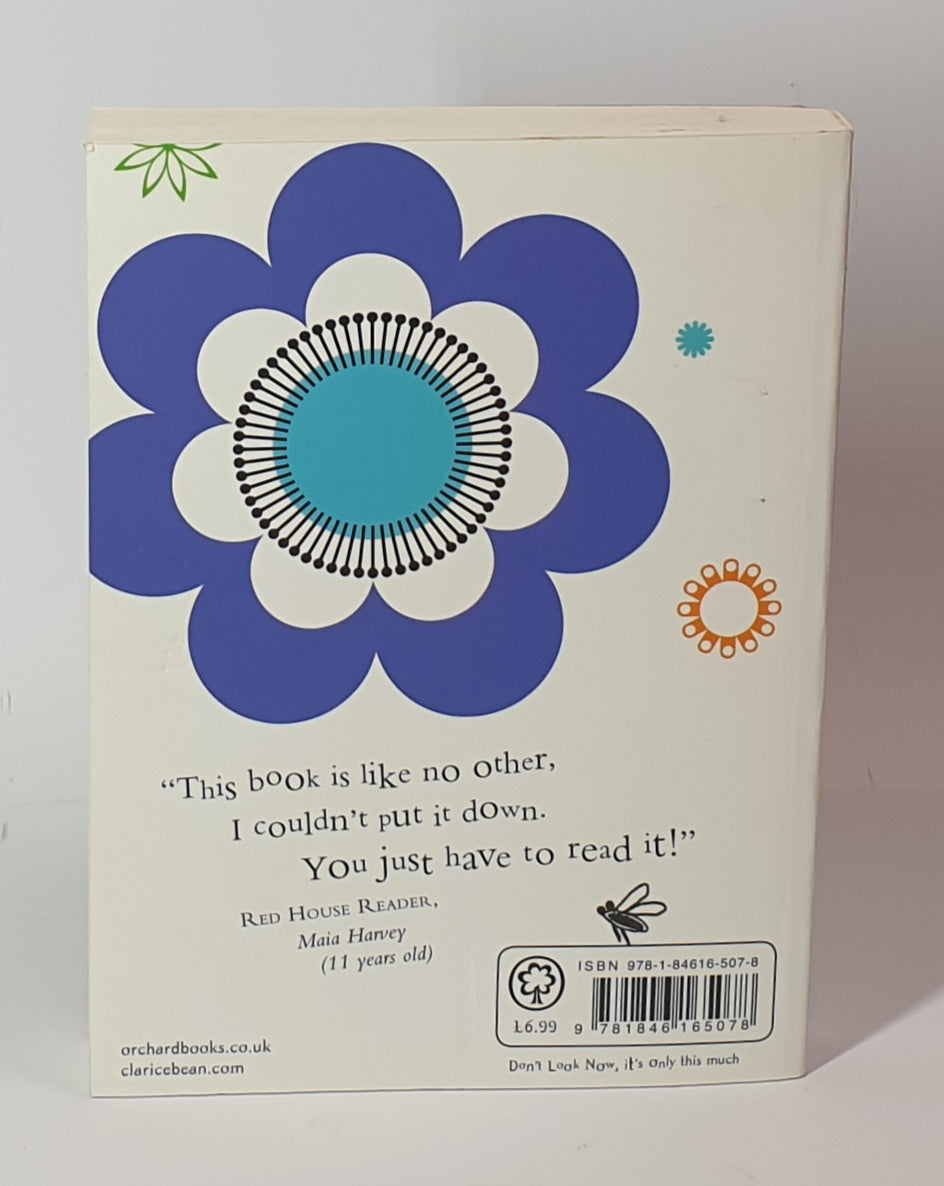 “This book is like no other,
I couldn't put it down.
You just have to read it!”
RED HOUSE READER,
Maia Harvey
(11 years old)
ISBN 978-1-84616-507-8
£6.99
9 781846 165078
Don't Look Now, it's only this much
orchardbooks.co.uk
claricebean.com